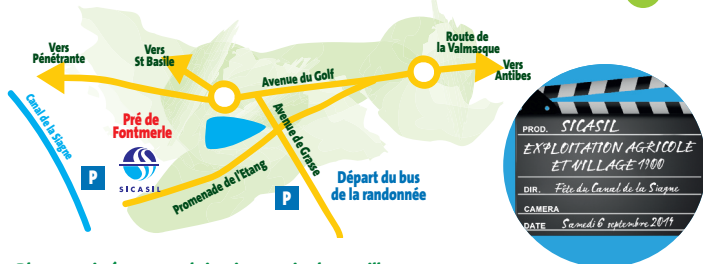 Vers
Pénétrante
Vers
St Basile
Avenue du Golf
Route de
la Valmasque
Vers
Antibes
Canal de la Siagne
Pré de
Fontmerle
SICASIL
P
Avenue de Grasse
Promenade de l'Etang
P
Départ du bus
de la randonnée
PROD. SICASIL
EXPLOITATION AGRICOLE
ET VILLAGE 1900
DIR. Fête du Canal de la Siagne
CAMERA
DATE Samedi 6 septembre 2014